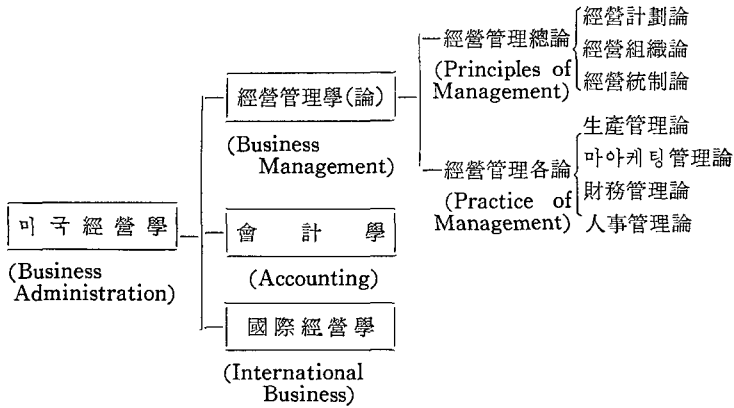 經營計劃論
經營管理總論
經營組織論
(Principles of
Management)
經營統制論
經營管理學(論)
(Business
Management)
生產管理論
마아케팅管理論
經營管理各論
(Practice of
Management)
財務管理論
人事管理論
미국經營學
(Business
Administration)
會計學
(Accounting)
國際經營學
(International
Business)